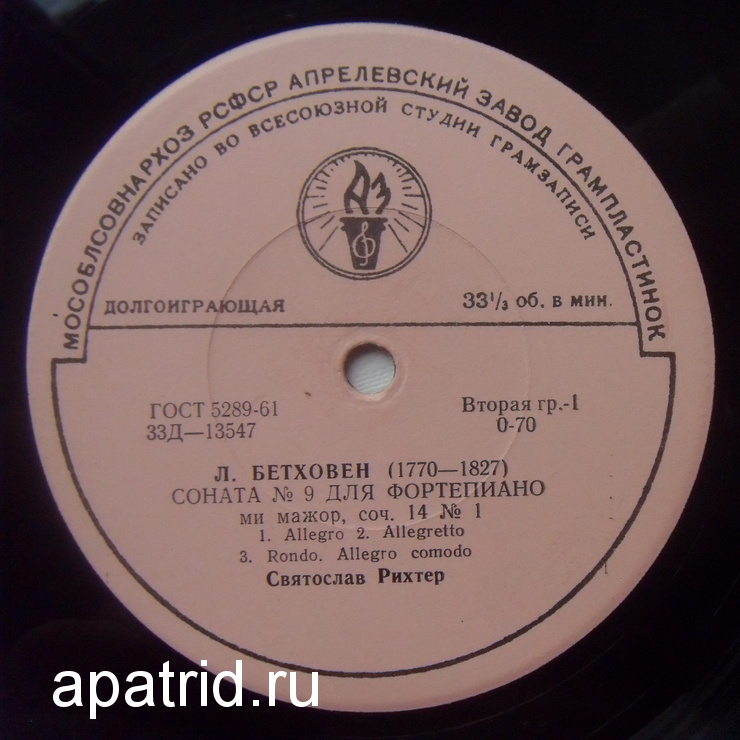 МОСОБЛСОВНАРХОЗ РСФСР АПРЕЛЕВСКИЙ ЗАВОД ГРАМПЛАСТИНОК
ЗАПИСАНО ВО ВСЕСОЮЗНОЙ СТУДИИ ГРАМЗАПИСИ
АЗ
ДОЛГОИГРАЮЩАЯ 33⅓ об. в мин.
ГОСТ 5289-61 Вторая гр.-1
33Д—13547 0-70
Л. БЕТХОВЕН (1770—1827)
СОНАТА № 9 ДЛЯ ФОРТЕПИАНО
ми мажор, соч. 14 № 1
1. Allegro 2. Allegretto
3. Rondo. Allegro comodo
Святослав Рихтер
apatrid.ru